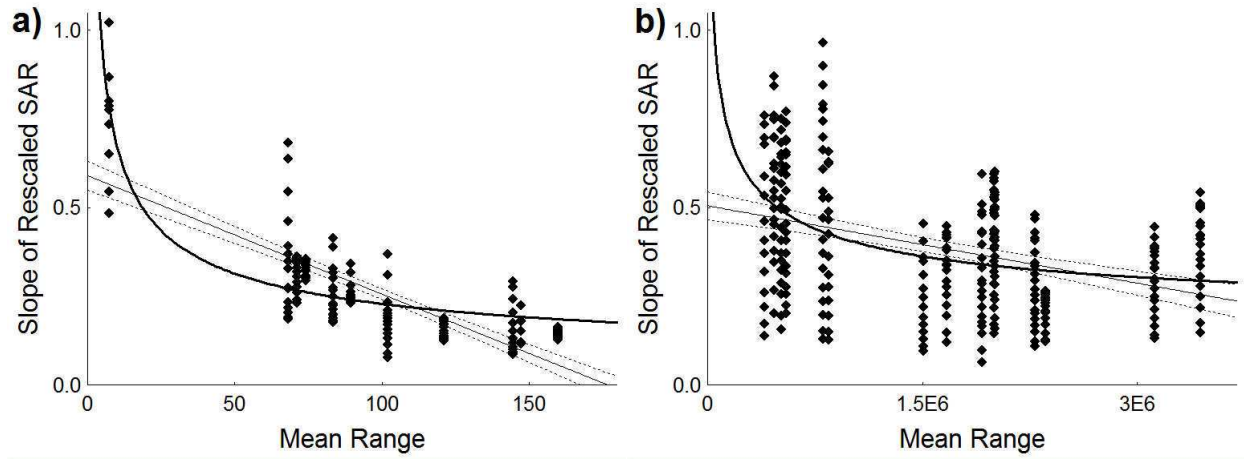 a)
Slope of Rescaled SAR
1.0
0.5
0.0
0 50 100 150
Mean Range
b)
Slope of Rescaled SAR
1.0
0.5
0.0
0 1.5E6 3E6
Mean Range